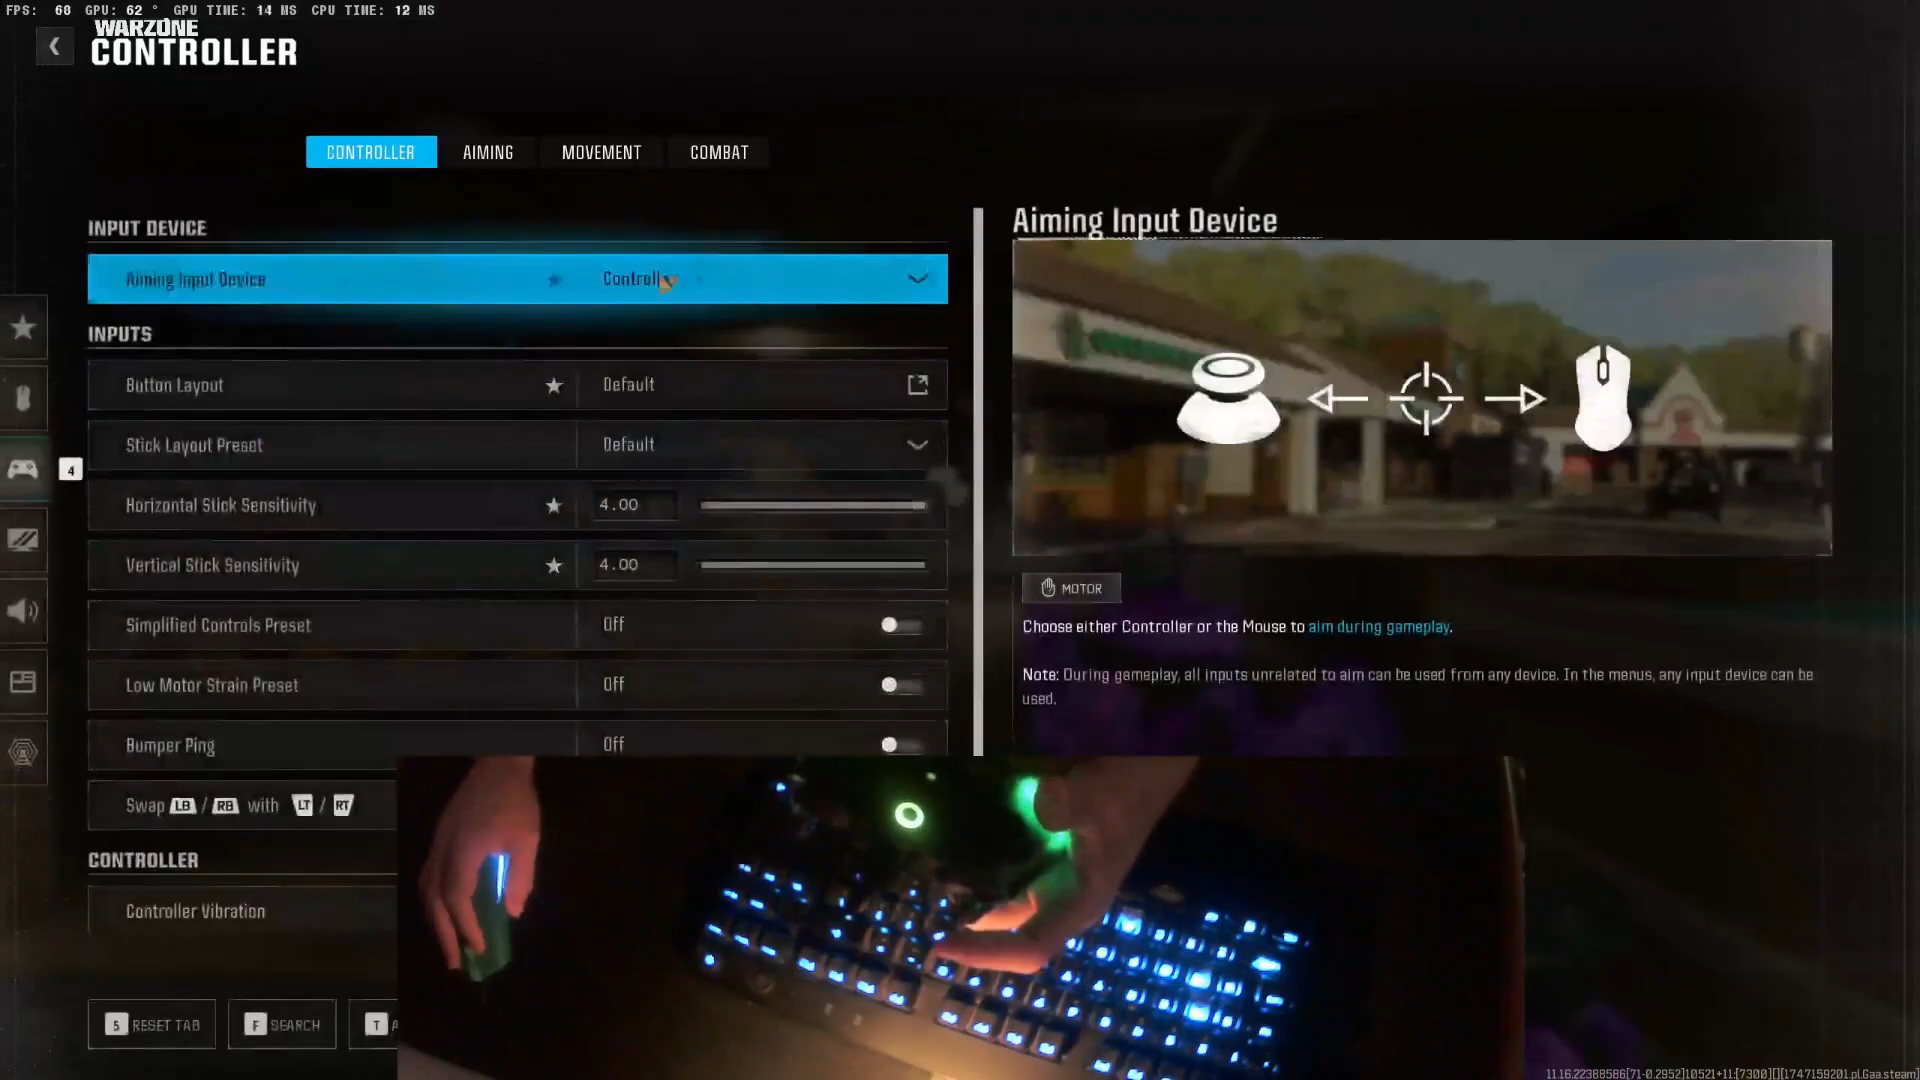 FPS: 60 GPU: 62 ° GPU TIME: 14 MS CPU TIME: 12 MS
WARZONE
CONTROLLER
CONTROLLER AIMING MOVEMENT COMBAT
INPUT DEVICE
Aiming Input Device
INPUTS
Button Layout Default
Stick Layout Preset Default
4
Horizontal Stick Sensitivity 4.00
Vertical Stick Sensitivity 4.00
Simplified Controls Preset Off
Low Motor Strain Preset Off
Bumper Ping Off
Swap LB / RB with LT / RT
CONTROLLER
Controller Vibration
5 RESET TAB F SEARCH T
Aiming Input Device
MOTOR
Choose either Controller or the Mouse to aim during gameplay.
Note: During gameplay, all inputs unrelated to aim can be used from any device. In the menus, any input device can be
used.